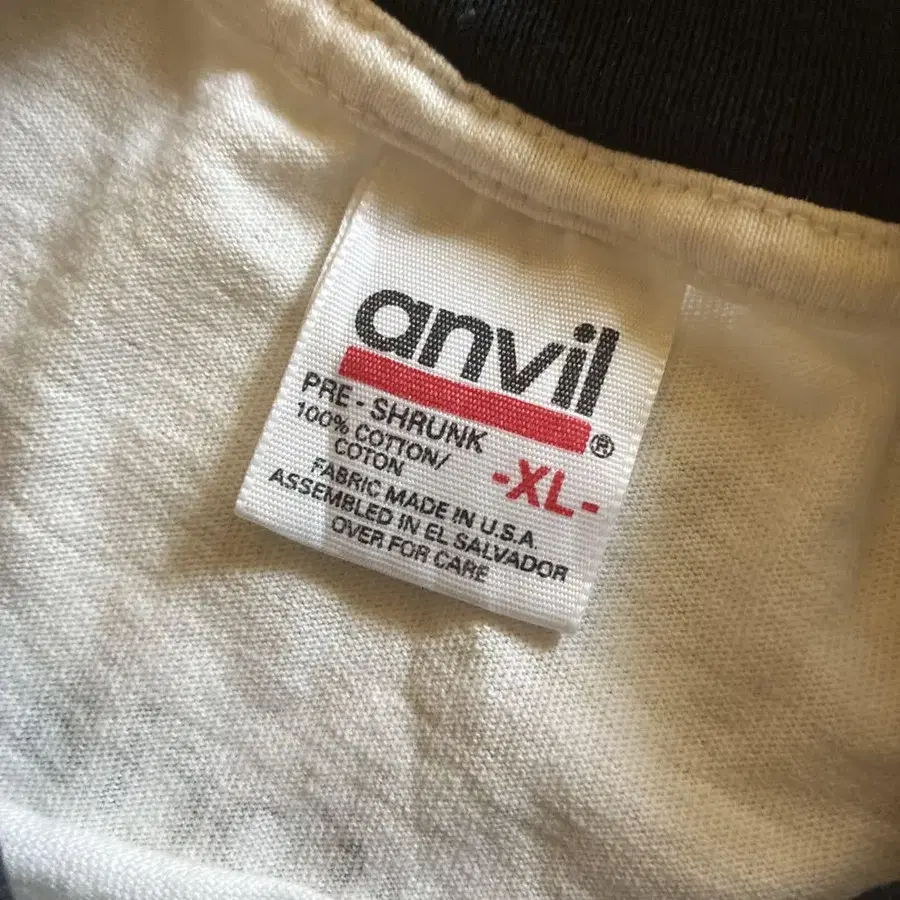 anvil®
PRE - SHRUNK
100% COTTON/
COTON
-XL-
FABRIC MADE IN U.S.A
ASSEMBLED IN EL SALVADOR
OVER FOR CARE